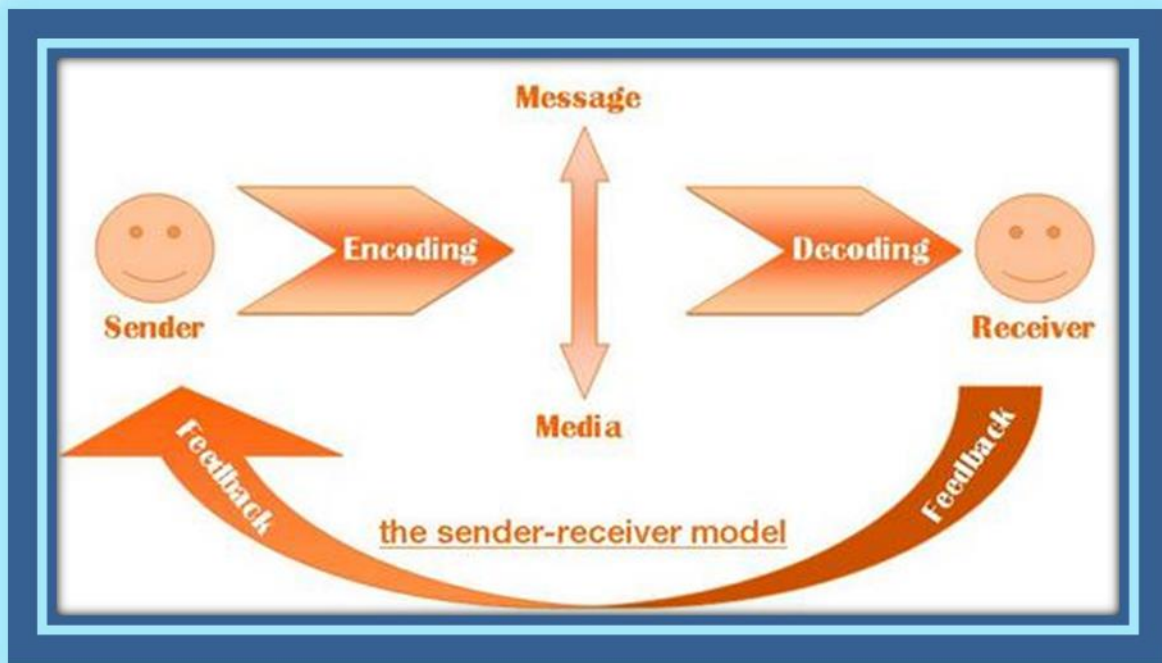 Message
Encoding
Decoding
Sender
Receiver
Media
Feedback
Feedback
the sender-receiver model